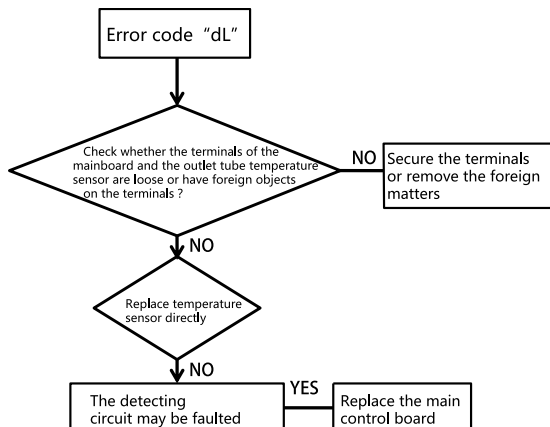 Error code “dL”
Check whether the terminals of the
mainboard and the outlet tube temperature
sensor are loose or have foreign objects
on the terminals ?
NO
Secure the terminals
or remove the foreign
matters
NO
Replace temperature
sensor directly
NO
The detecting
circuit may be faulted
YES
Replace the main
control board